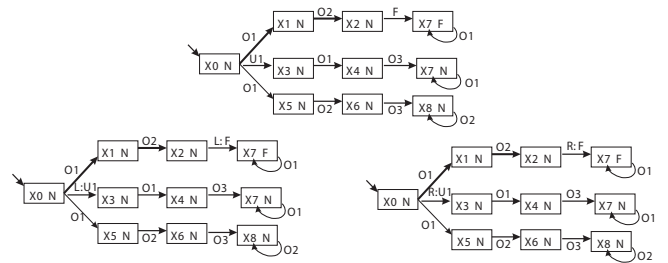 O1 O2 F
X1 N X2 N X7 F O1
X0 N U1 X3 N O1 X4 N O3 X7 N O1
O1 X5 N O2 X6 N O3 X8 N O2
O1 O2 L:F
X1 N X2 N X7 F O1
X0 N L:U1 X3 N O1 X4 N O3 X7 N O1
O1 X5 N O2 X6 N O3 X8 N O2
O1 O2 R:F
X1 N X2 N X7 F O1
X0 N R:U1 X3 N O1 X4 N O3 X7 N O1
O1 X5 N O2 X6 N O3 X8 N O2